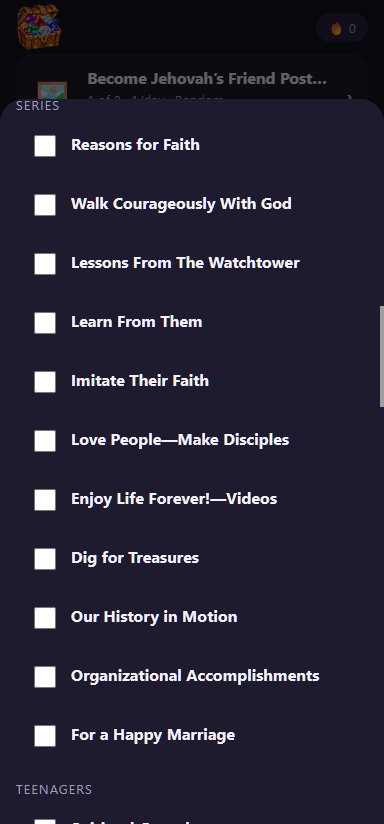 0
Become Jehovah's Friend Post...
SERIES
Reasons for Faith
Walk Courageously With God
Lessons From The Watchtower
Learn From Them
Imitate Their Faith
Love People—Make Disciples
Enjoy Life Forever!—Videos
Dig for Treasures
Our History in Motion
Organizational Accomplishments
For a Happy Marriage
TEENAGERS